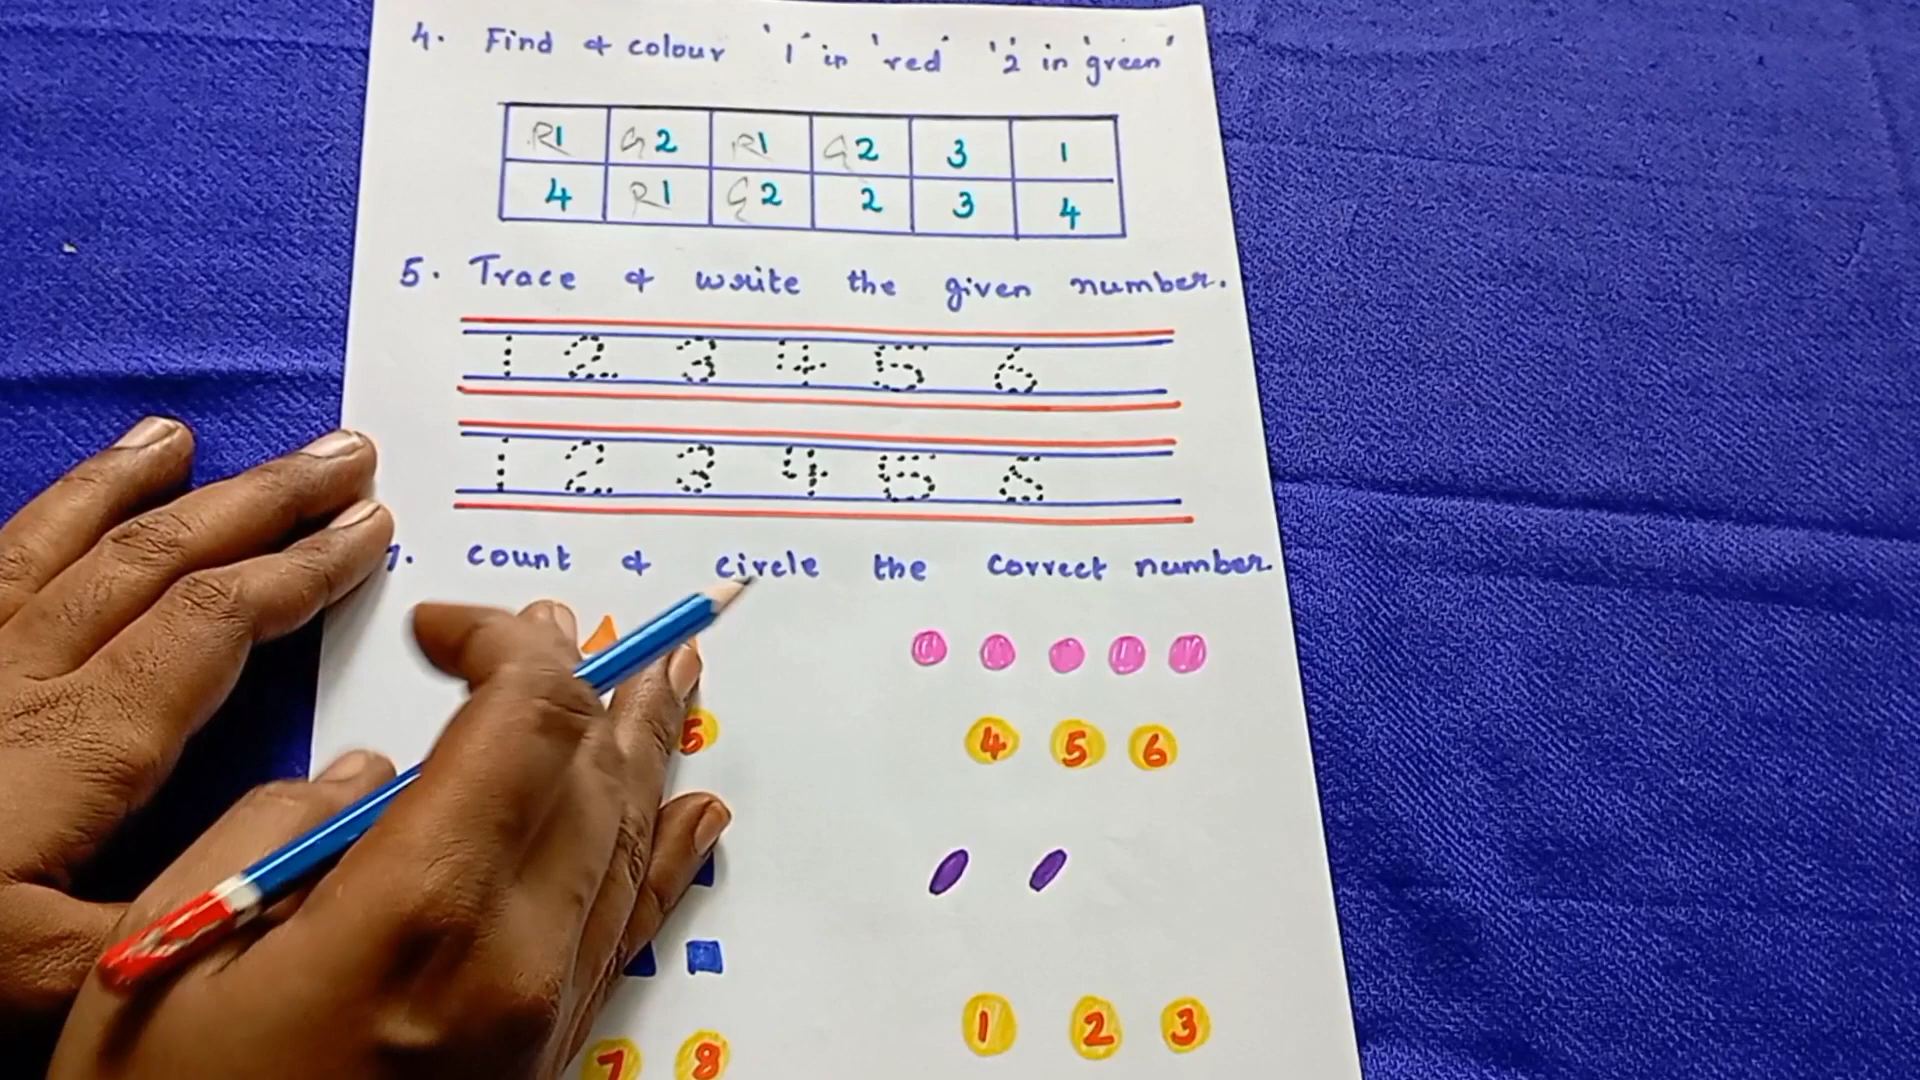 4. Find & colour '1' in 'red' '2' in 'green'
R1 G2 R1 G2 3 1
4 R1 G2 2 3 4
5. Trace & write the given number.
1 2 3 4 5 6
1 2 3 4 5 6
7. count & circle the correct number.
5 4 5 6
7 8 1 2 3